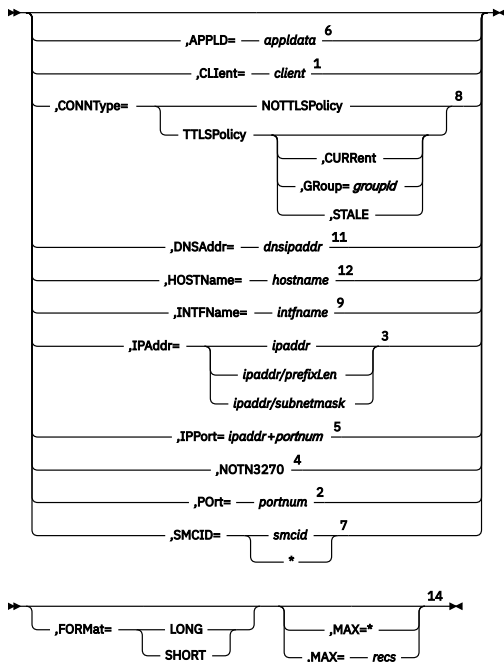 ,APPLD= appldata 6
,CLIent= client 1
,CONNType= NOTTLSPolicy 8
TTLSPolicy
,CURRent
,GRoup= groupid
,STALE
,DNSAddr= dnsipaddr 11
,HOSTName= hostname 12
,INTFName= intfname 9
,IPAddr= ipaddr 3
ipaddr/prefixLen
ipaddr/subnetmask
,IPPort= ipaddr+portnum 5
,NOTN3270 4
,POrt= portnum 2
,SMCID= smcid 7
*
14
,FORMat= LONG ,MAX=*
SHORT ,MAX= recs